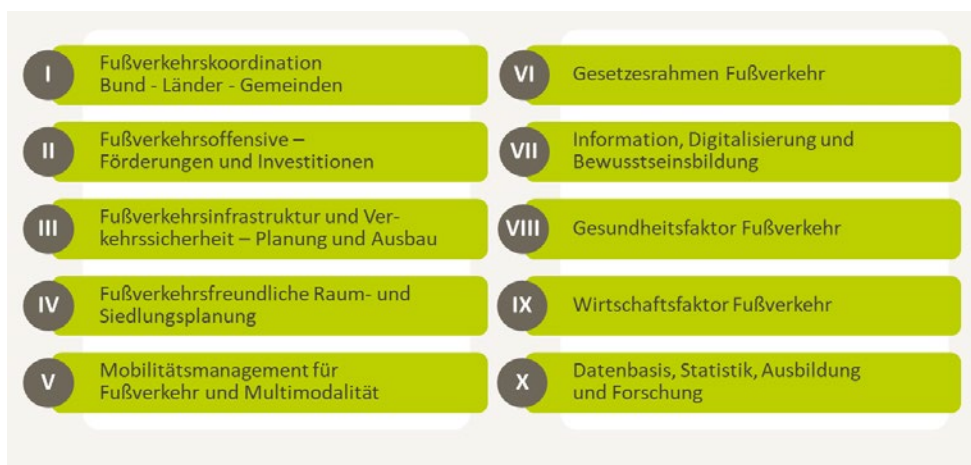 I
Fußverkehrskoordination
Bund - Länder - Gemeinden
II
Fußverkehrsoffensive –
Förderungen und Investitionen
III
Fußverkehrsinfrastruktur und Ver-
kehrssicherheit – Planung und Ausbau
IV
Fußverkehrsfreundliche Raum- und
Siedlungsplanung
V
Mobilitätsmanagement für
Fußverkehr und Multimodalität
VI
Gesetzesrahmen Fußverkehr
VII
Information, Digitalisierung und
Bewusstseinsbildung
VIII
Gesundheitsfaktor Fußverkehr
IX
Wirtschaftsfaktor Fußverkehr
X
Datenbasis, Statistik, Ausbildung
und Forschung